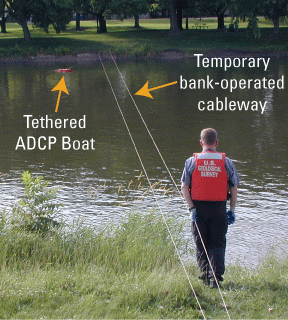 Temporary
bank-operated
cableway
Tethered
ADCP Boat
U.S.
GEOLOGICAL
SURVEY